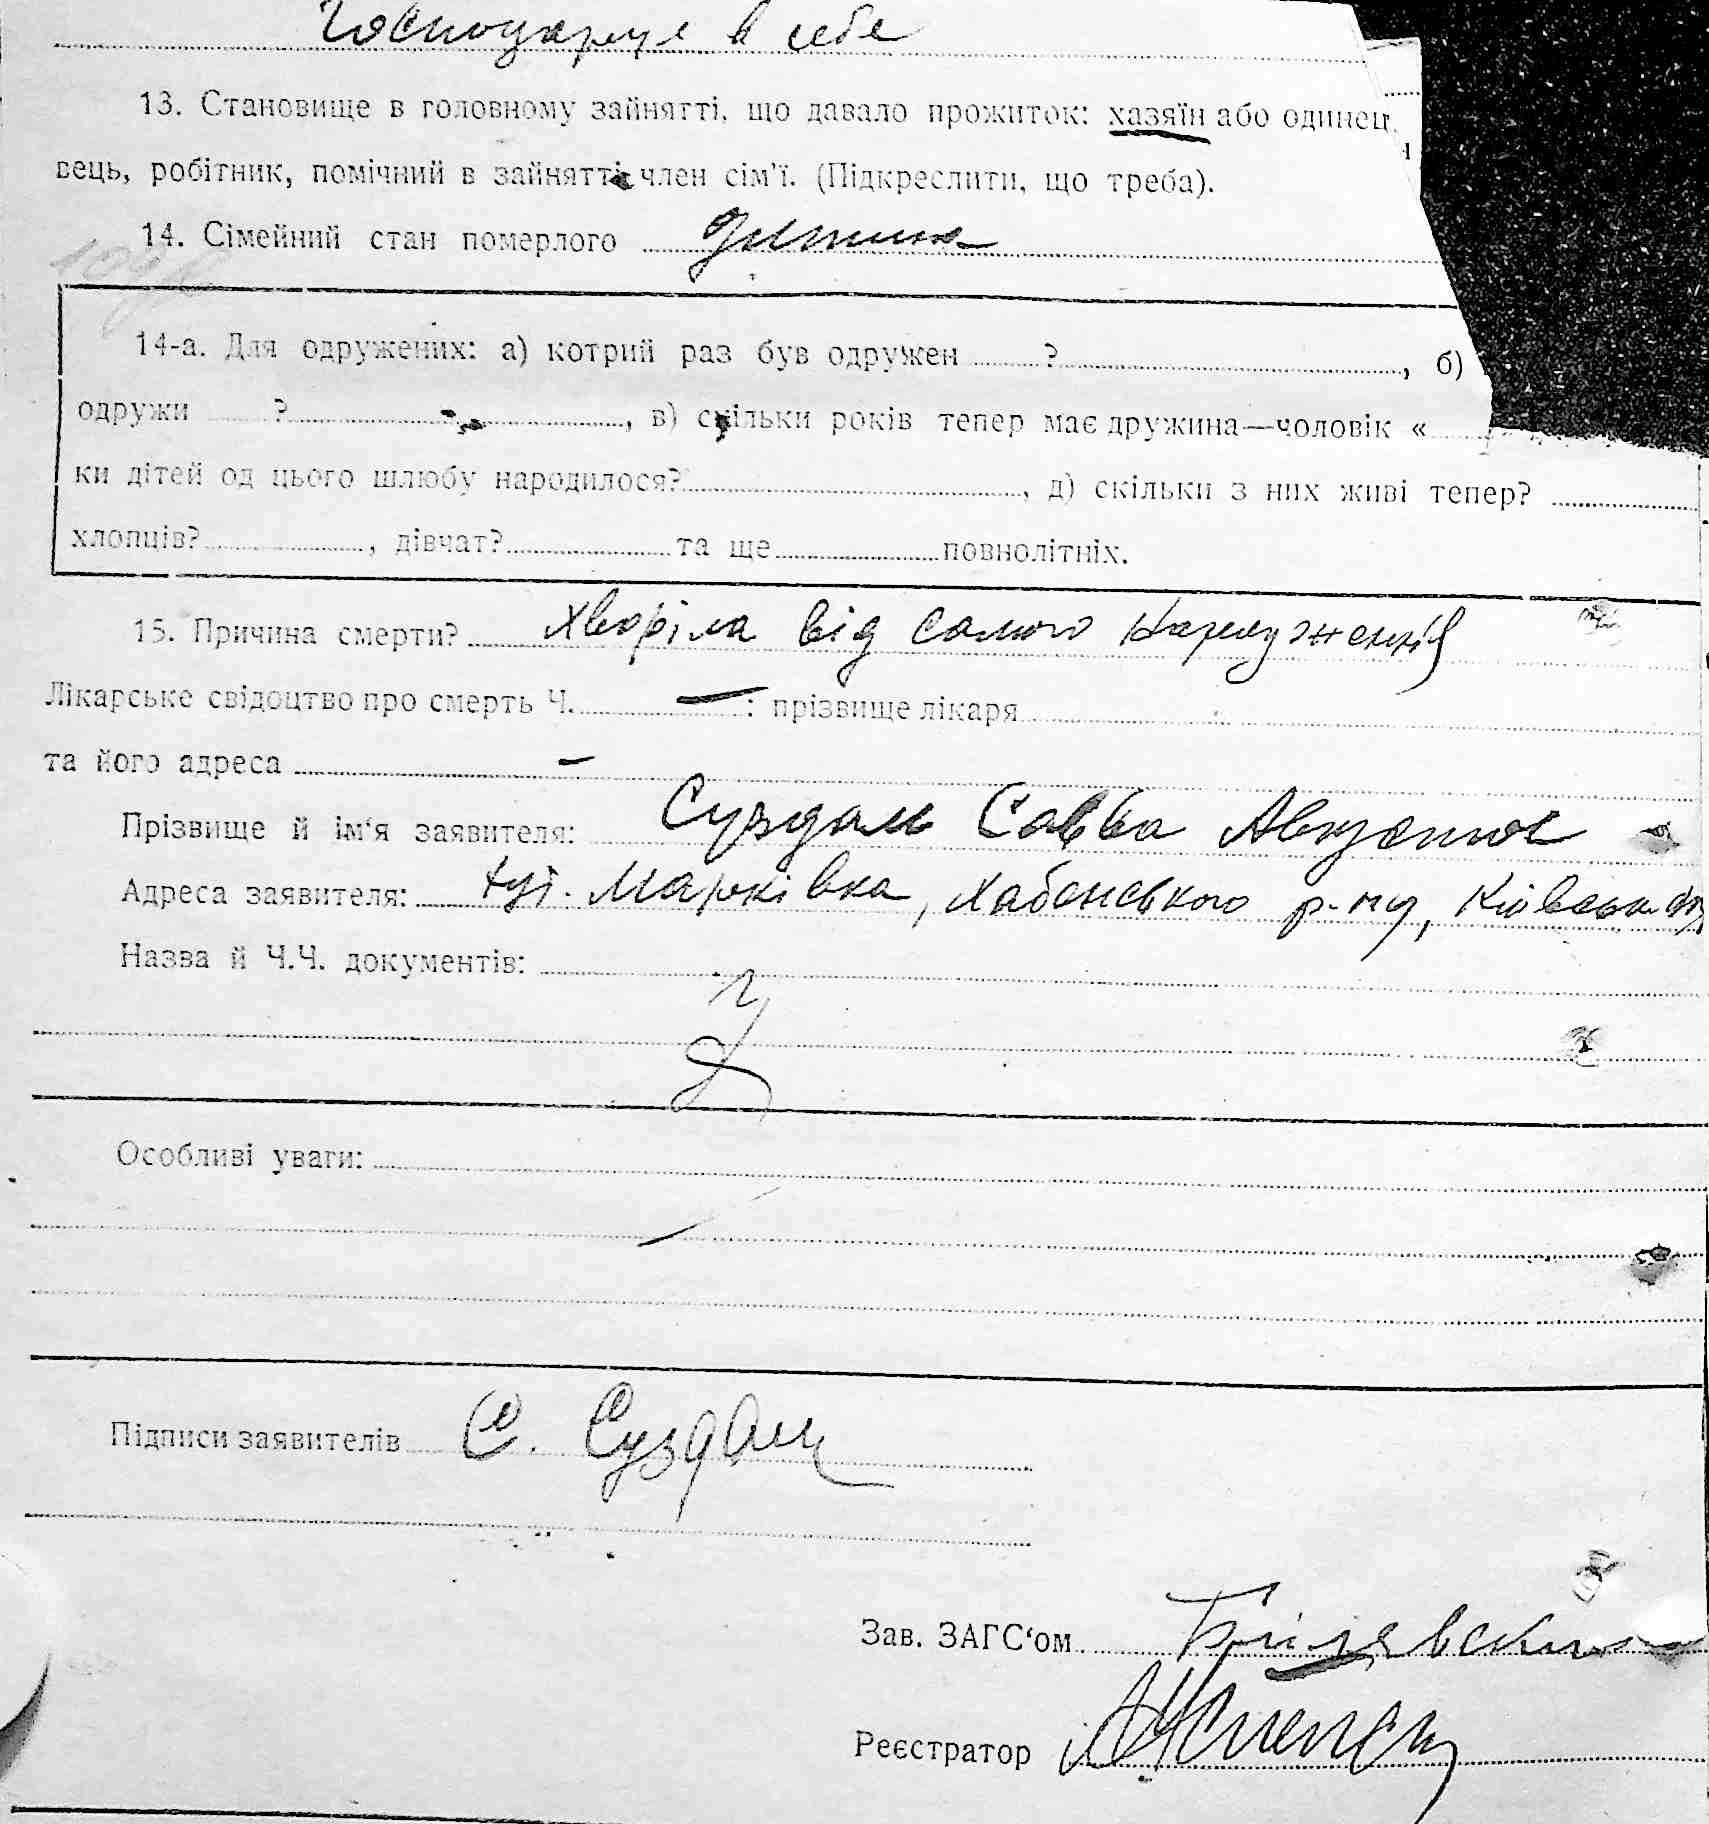 Господарує в себе
13. Становище в головному зайнятті, що давало прожиток: хазяїн або одинец
вець, робітник, помічний в зайнятті член сім'ї. (Підкреслити, що треба).
14. Сімейний стан померлого дитина
14-а. Для одружених: а) котрий раз був одружен ?, б)
одружи ?, в) скільки років тепер має дружина—чоловік «
ки дітей од цього шлюбу народилося?, д) скільки з них живі тепер?
хлопців?, дівчат? та ще повнолітніх.
15. Причина смерти? Хворіла від самого народження
Лікарське свідоцтво про смерть Ч. — : прізвище лікаря
та його адреса —
Прізвище й ім'я заявителя: Суздаль Савва
Адреса заявителя: Марківка, Хабенського р-ну,
Назва й Ч.Ч. документів:
Особливі уваги:
Підписи заявителів С. Суздаль
Зав. ЗАГС'ом
Реєстратор